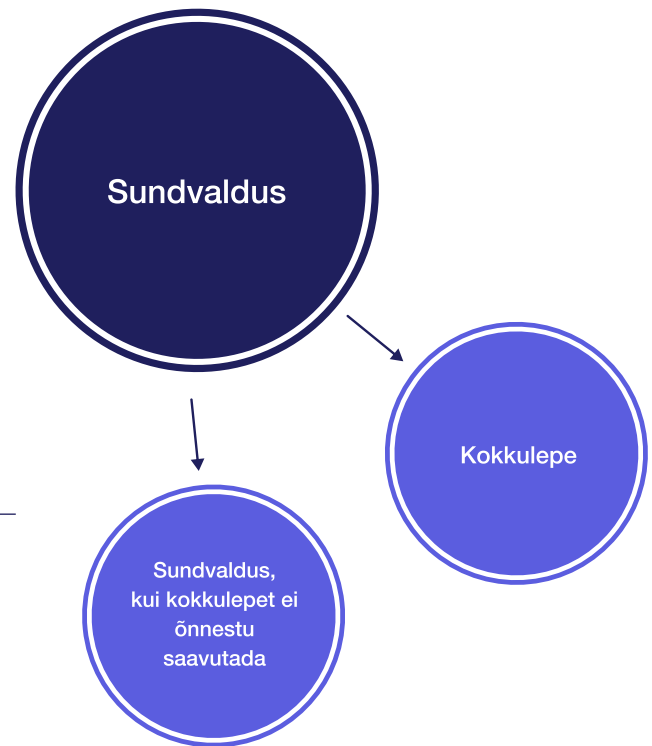 Sundvaldus
Kokkulepe
Sundvaldus,
kui kokkulepet ei
õnnestu
saavutada